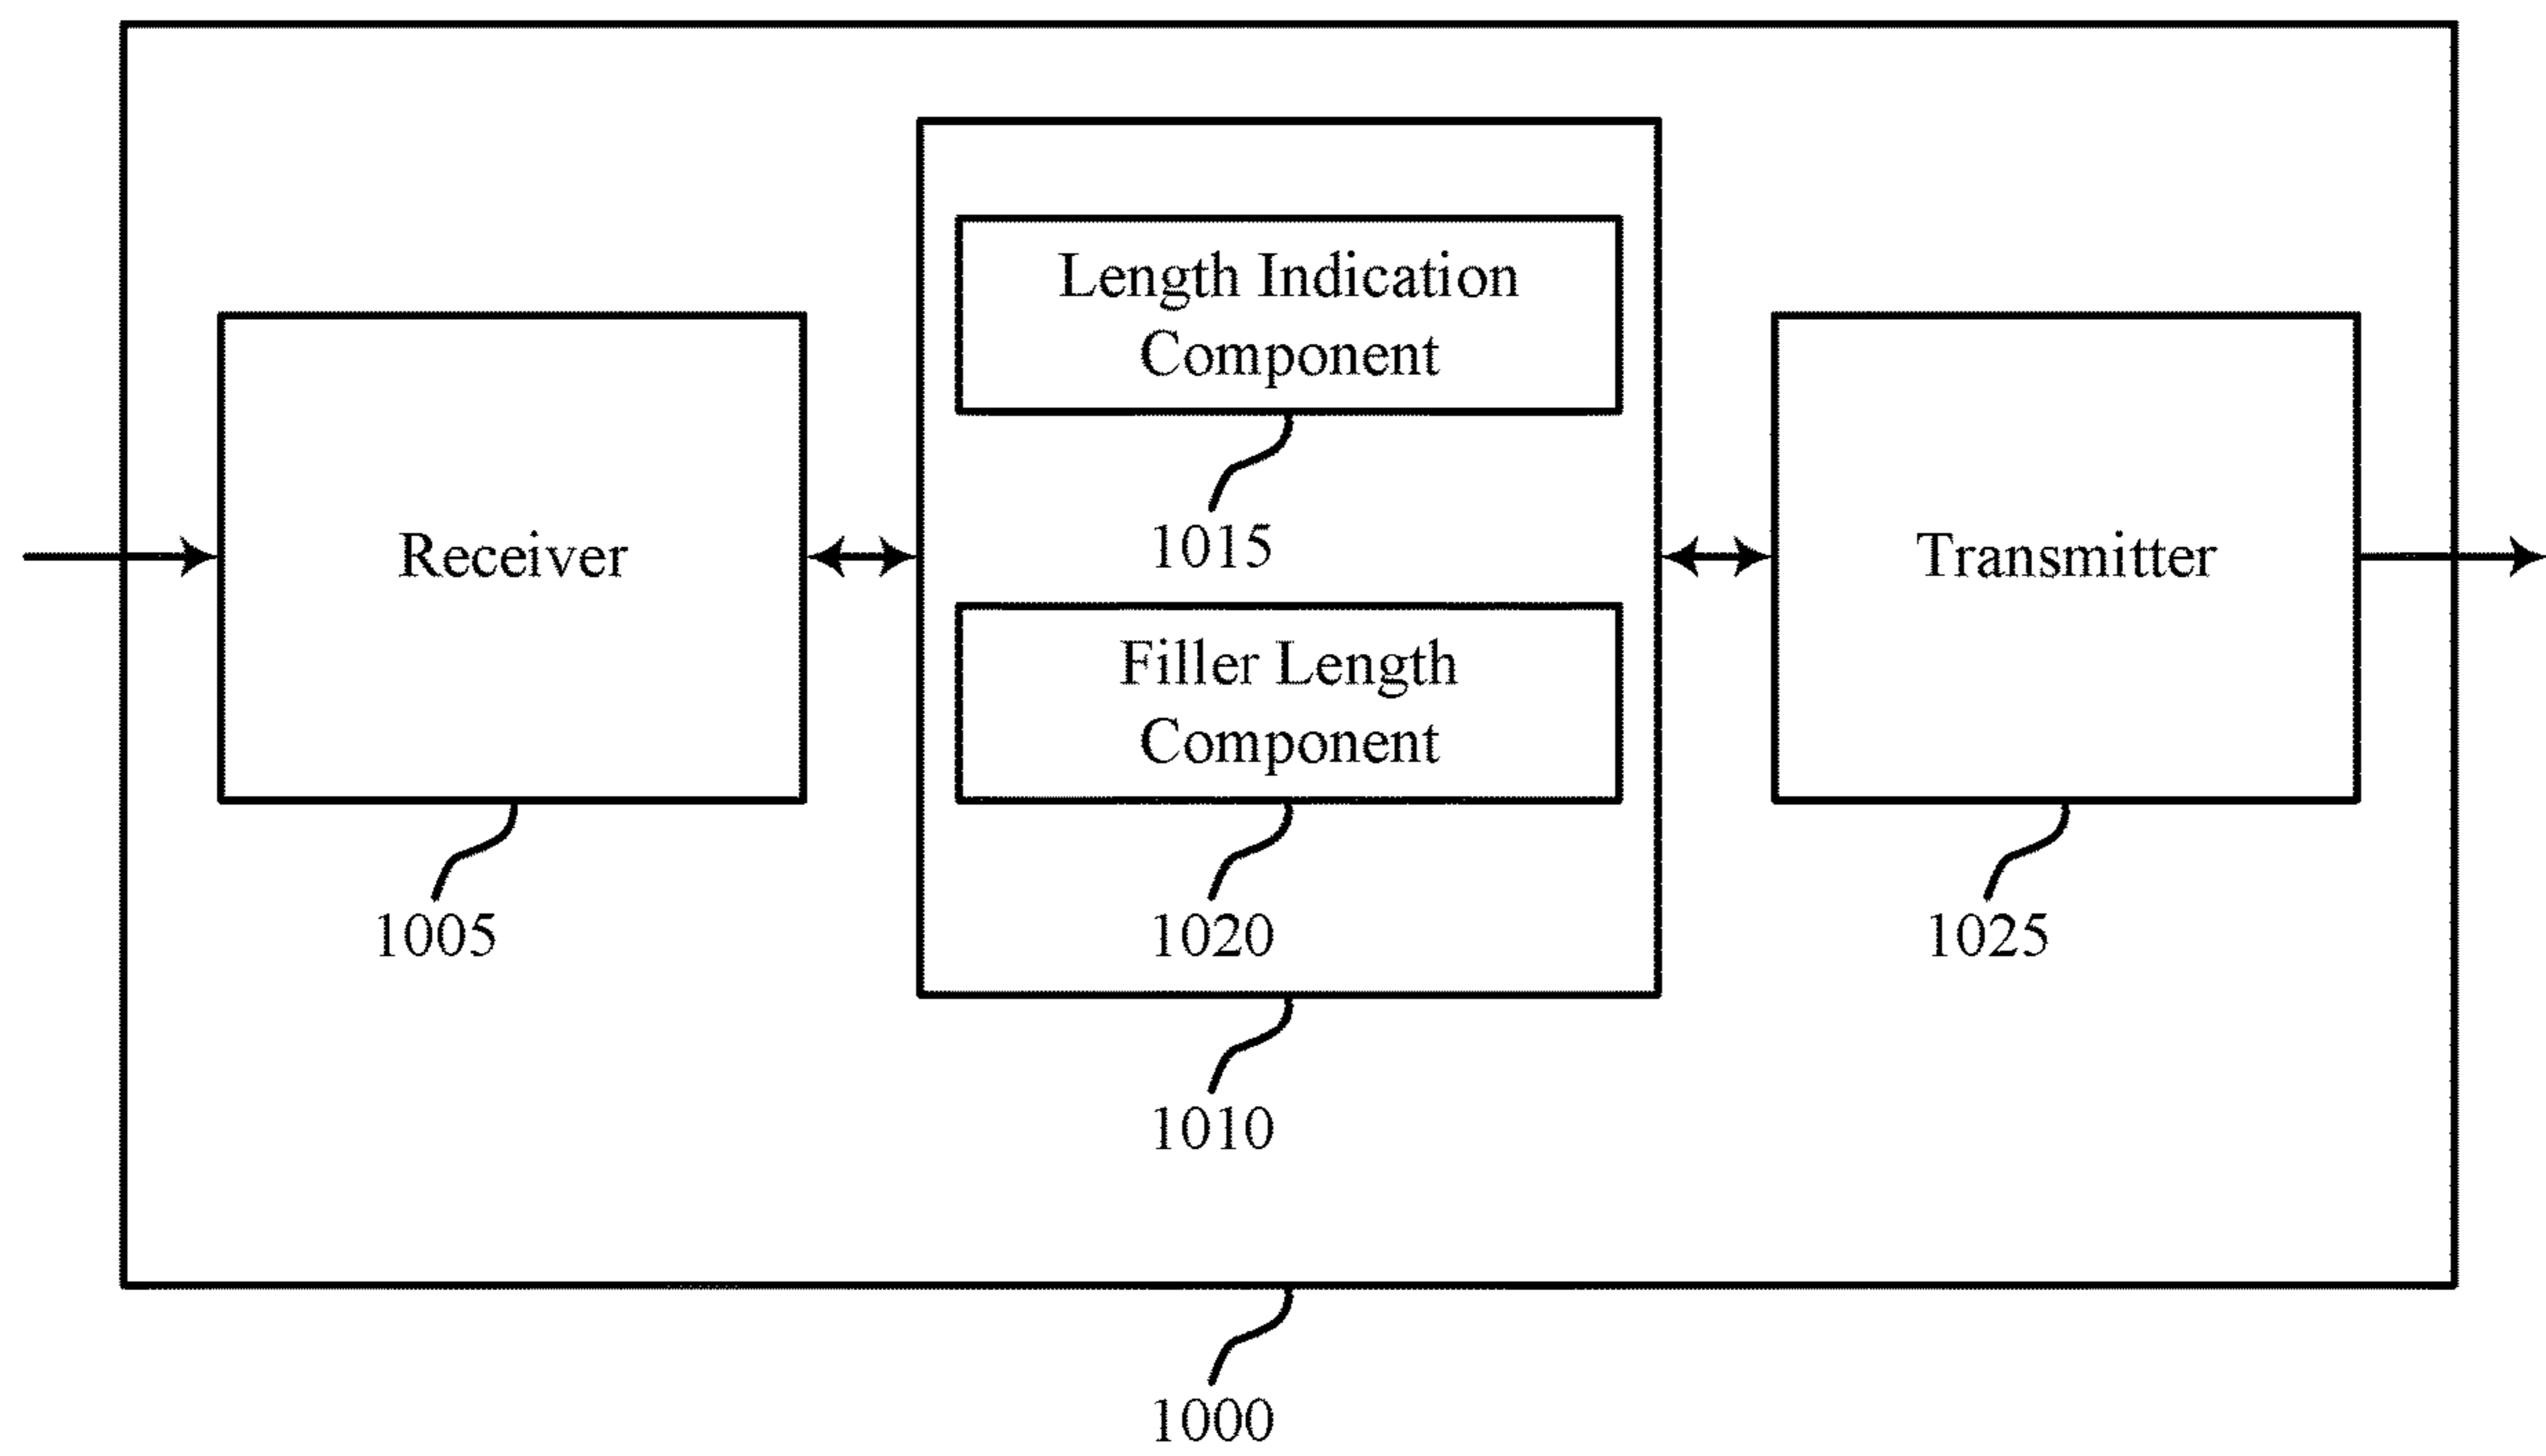 Length Indication
Component
1015
Receiver
Transmitter
Filler Length
Component
1005
1020
1025
1010
1000